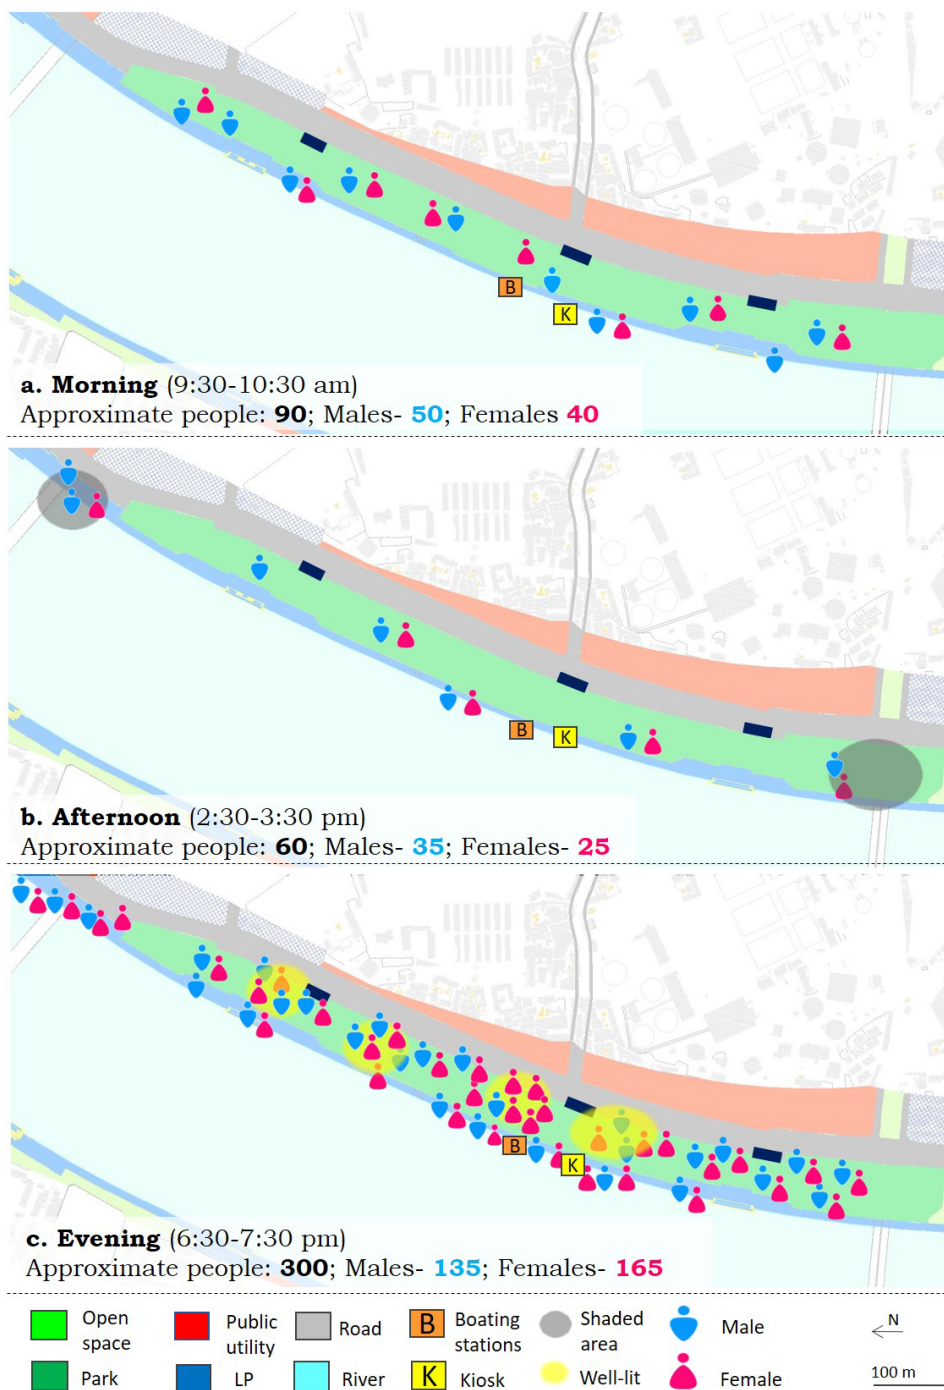 B
K
a. Morning (9:30-10:30 am)
Approximate people: 90; Males- 50; Females 40
B
K
b. Afternoon (2:30-3:30 pm)
Approximate people: 60; Males- 35; Females- 25
B
K
c. Evening (6:30-7:30 pm)
Approximate people: 300; Males- 135; Females- 165
Open space
Public utility
Road
B Boating stations
Shaded area
Male
N
Park
LP
River
K Kiosk
Well-lit
Female
100 m